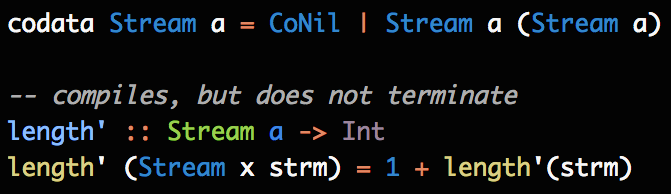 codata Stream a = CoNil | Stream a (Stream a)
-- compiles, but does not terminate
length' :: Stream a -> Int
length' (Stream x strm) = 1 + length'(strm)